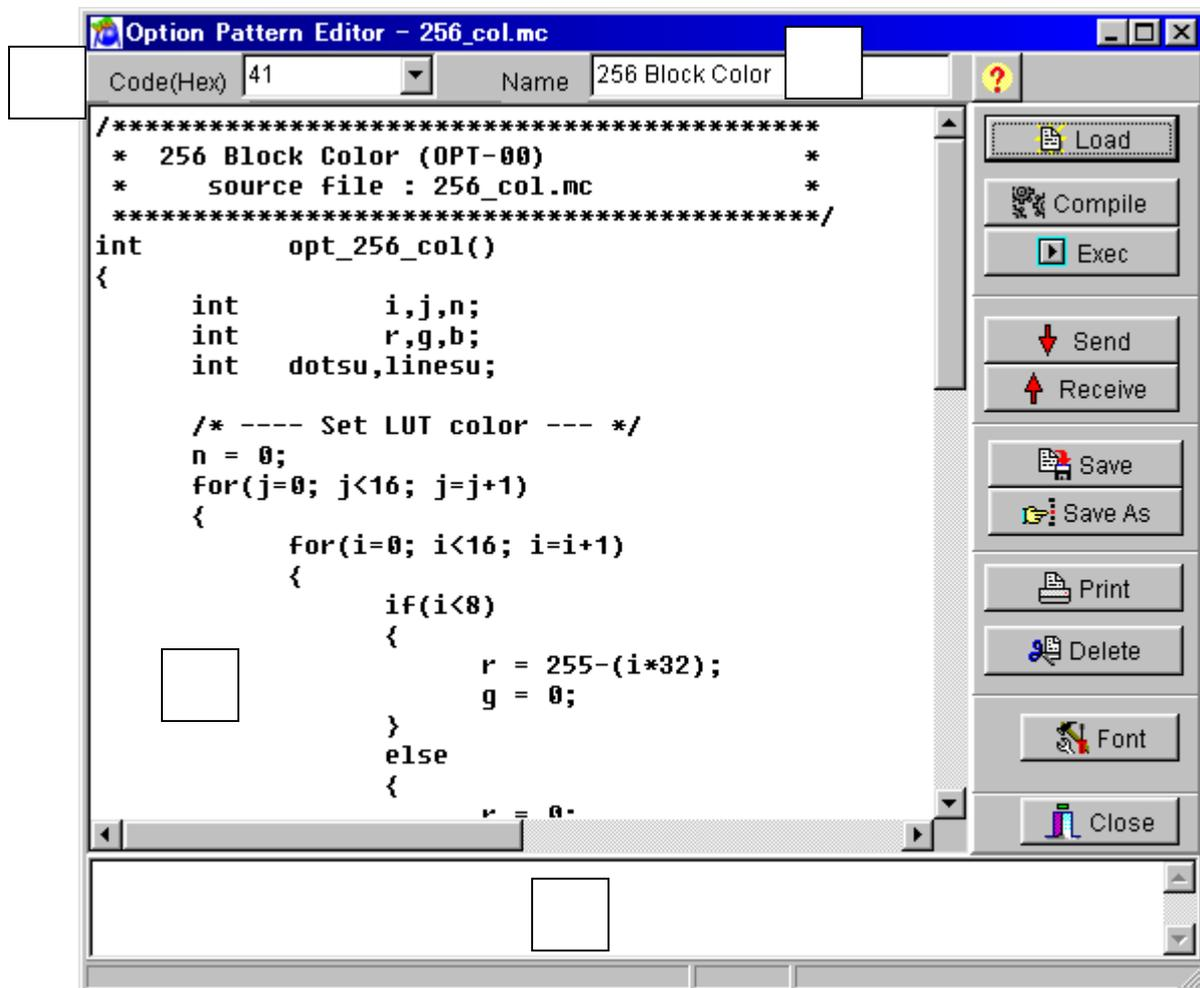 Option Pattern Editor - 256_col.mc
Code(Hex) 41 Name 256 Block Color
/********************************************
* 256 Block Color (OPT-00) *
* source file : 256_col.mc *
********************************************/
int opt_256_col()
{
int i,j,n;
int r,g,b;
int dotsu,linesu;
/* ---- Set LUT color --- */
n = 0;
for(j=0; j<16; j=j+1)
{
for(i=0; i<16; i=i+1)
{
if(i<8)
{
r = 255-(i*32);
g = 0;
}
else
{
r = 0;
Load
Compile
Exec
Send
Receive
Save
Save As
Print
Delete
Font
Close